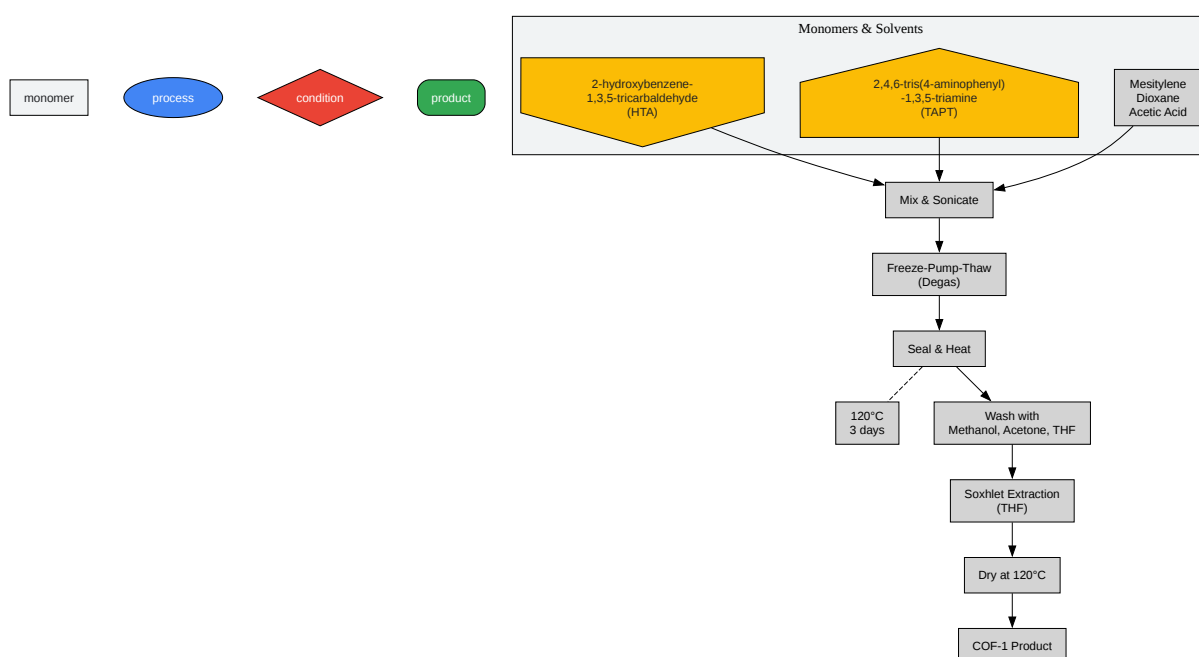 monomer
process
condition
product
Monomers & Solvents
2-hydroxybenzene-
1,3,5-tricarbaldehyde
(HTA)
2,4,6-tris(4-aminophenyl)
-1,3,5-triamine
(TAPT)
Mesitylene
Dioxane
Acetic Acid
Mix & Sonicate
Freeze-Pump-Thaw
(Degas)
Seal & Heat
120°C
3 days
Wash with
Methanol, Acetone, THF
Soxhlet Extraction
(THF)
Dry at 120°C
COF-1 Product